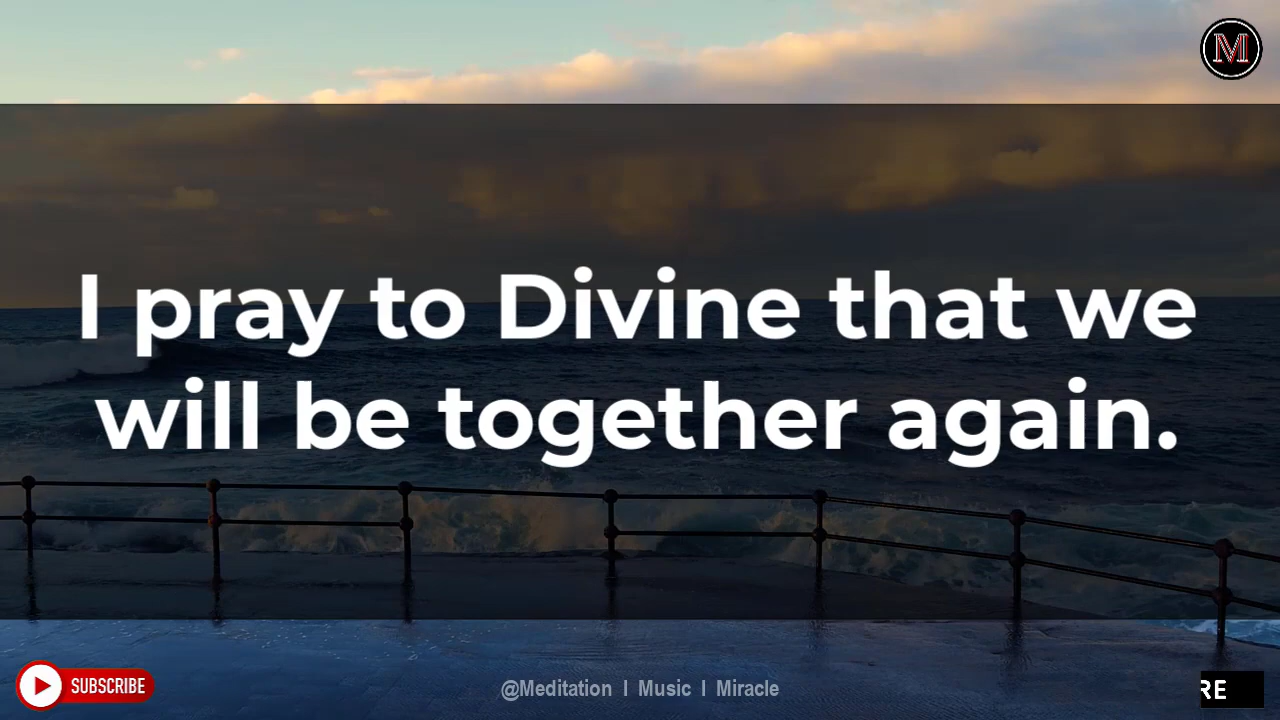 M
I pray to Divine that we
will be together again.
SUBSCRIBE
@Meditation I Music I Miracle
RE